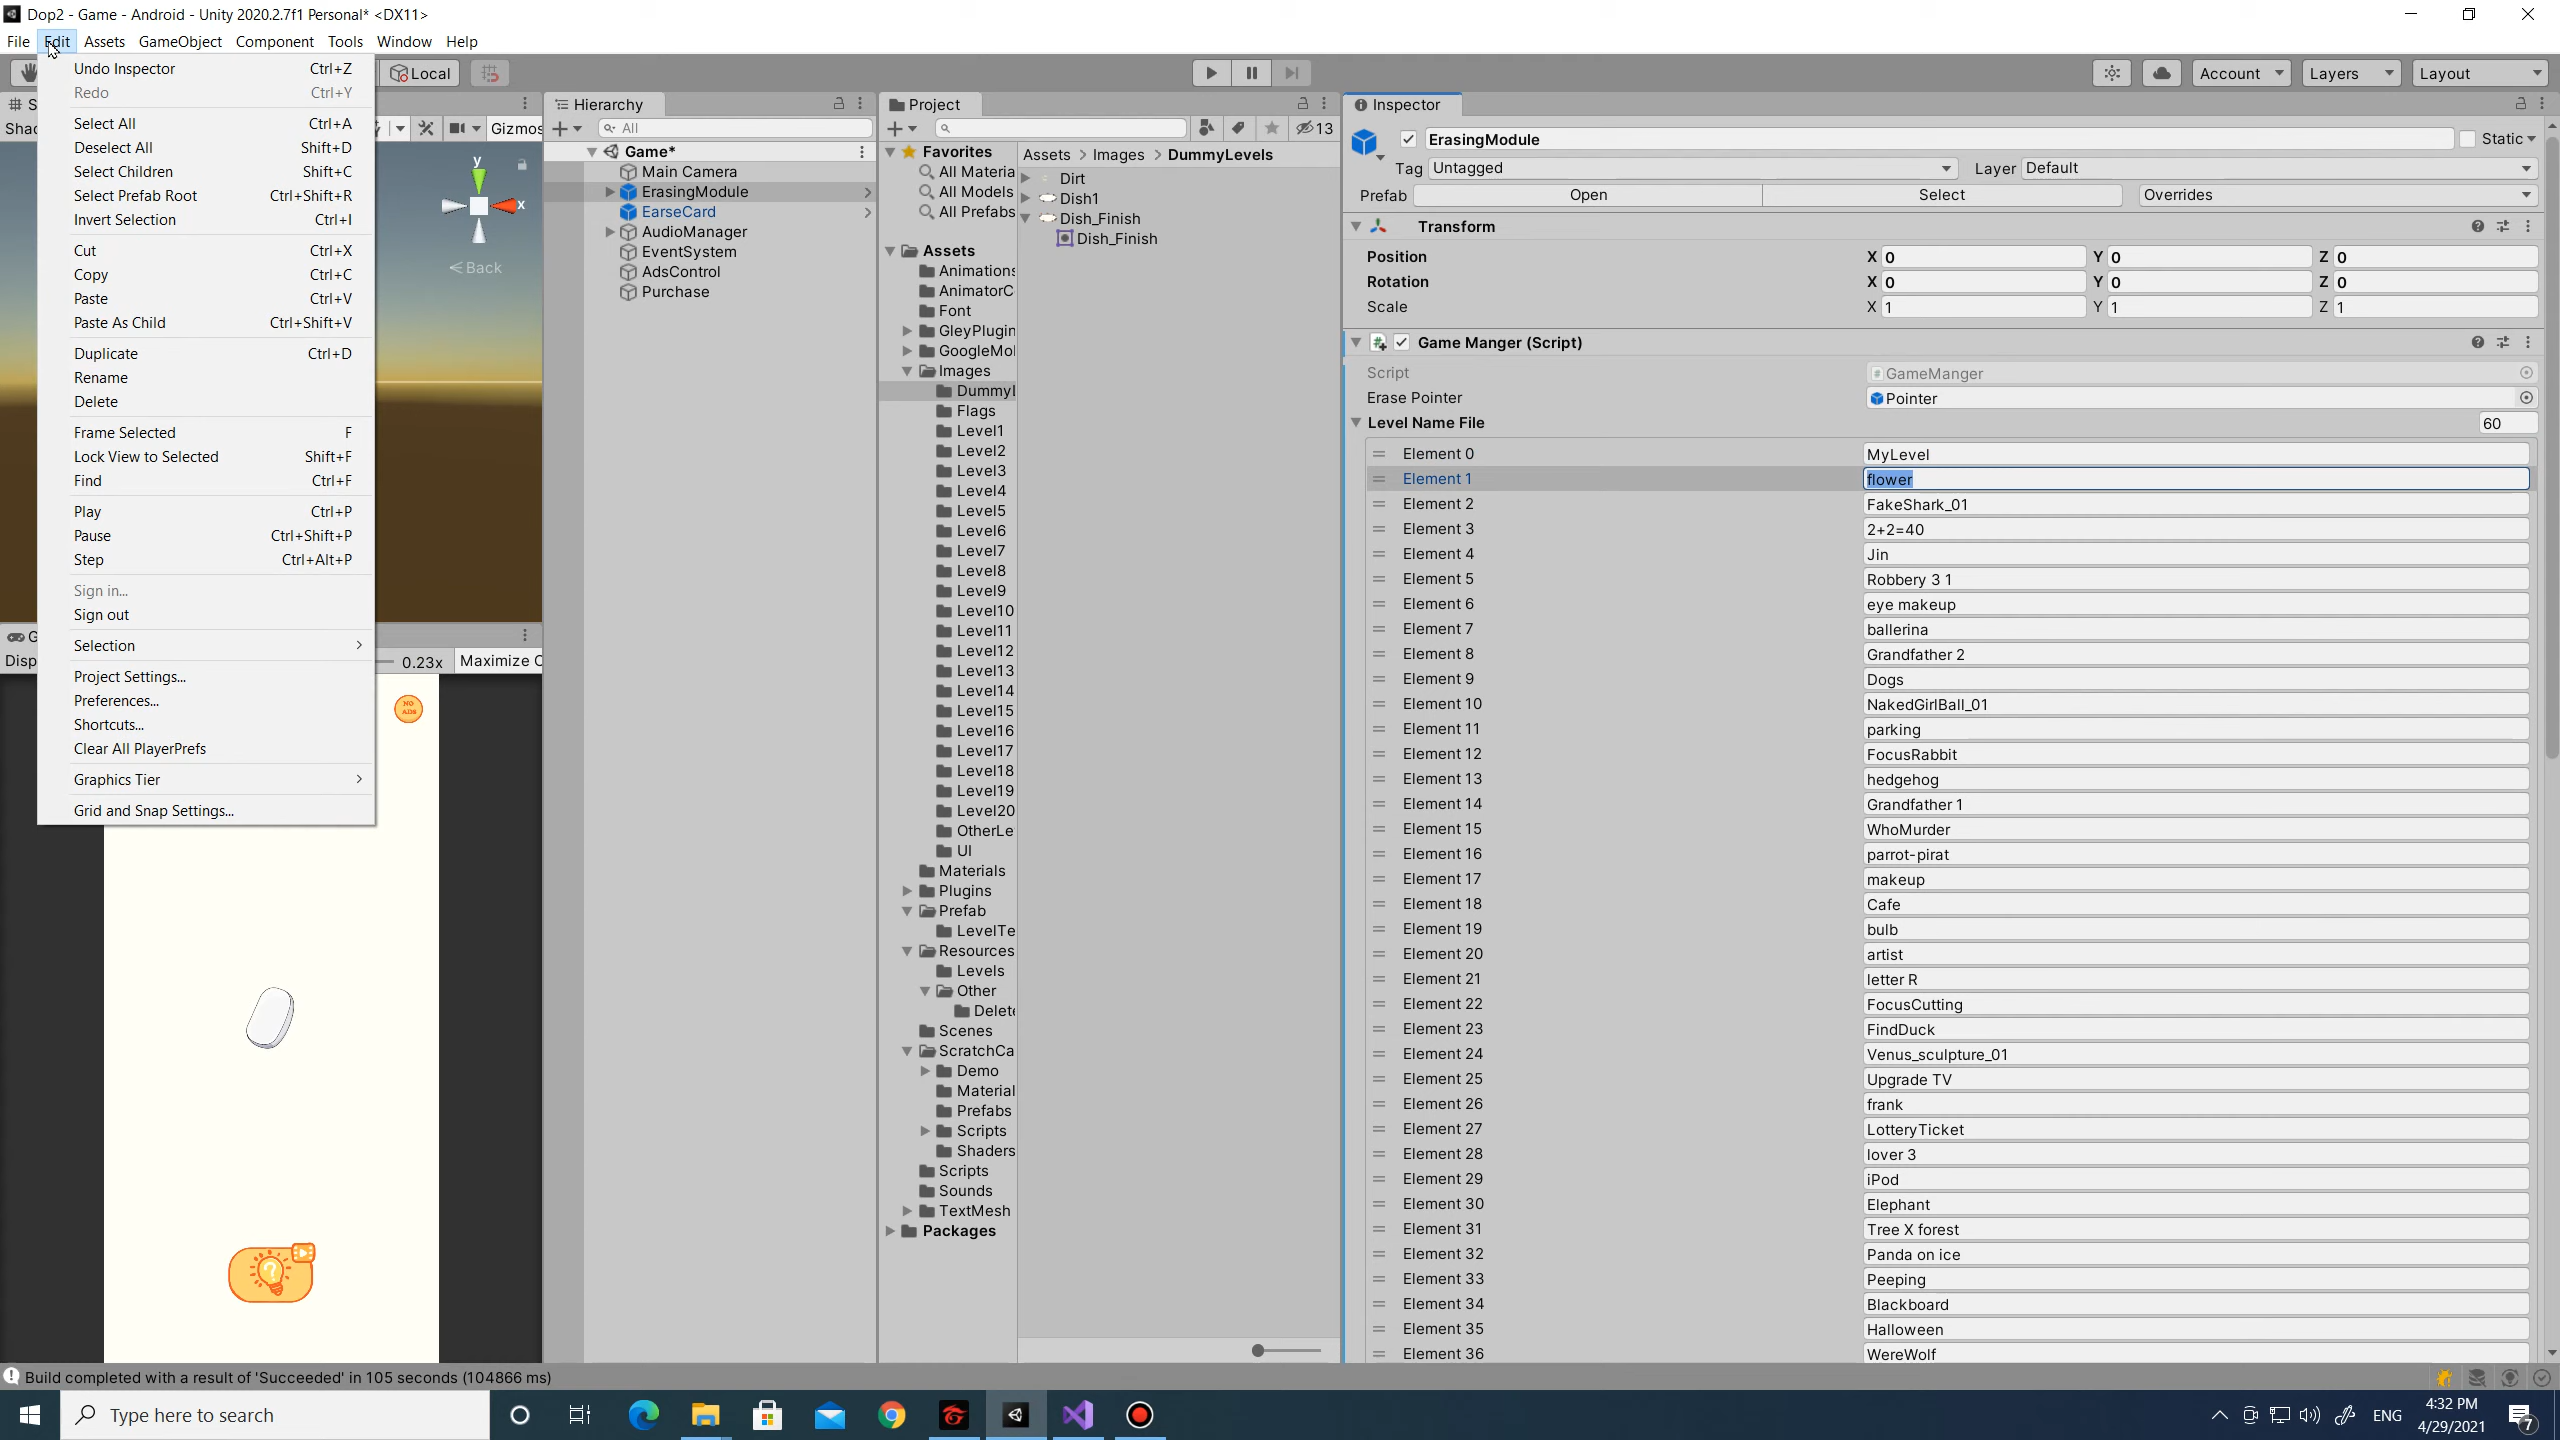 Dop2 - Game - Android - Unity 2020.2.7f1 Personal* <DX11>
File Edit Assets GameObject Component Tools Window Help
Undo Inspector Ctrl+Z
Redo Ctrl+Y
Select All Ctrl+A
Deselect All Shift+D
Select Children Shift+C
Select Prefab Root Ctrl+Shift+R
Invert Selection Ctrl+I
Cut Ctrl+X
Copy Ctrl+C
Paste Ctrl+V
Paste As Child Ctrl+Shift+V
Duplicate Ctrl+D
Rename
Delete
Frame Selected F
Lock View to Selected Shift+F
Find Ctrl+F
Play Ctrl+P
Pause Ctrl+Shift+P
Step Ctrl+Alt+P
Sign in...
Sign out
Selection
Project Settings...
Preferences...
Shortcuts...
Clear All PlayerPrefs
Graphics Tier
Grid and Snap Settings...
Local
Account Layers Layout
Gizmos
y
x
Back
0.23x Maximize
NO ADS
Hierarchy
All
Game*
Main Camera
ErasingModule
EarseCard
AudioManager
EventSystem
AdsControl
Purchase
Project
13
Favorites
All Materia
All Models
All Prefabs
Assets
Animations
AnimatorC
Font
GleyPlugin
GoogleMol
Images
Dummyl
Flags
Level1
Level2
Level3
Level4
Level5
Level6
Level7
Level8
Level9
Level10
Level11
Level12
Level13
Level14
Level15
Level16
Level17
Level18
Level19
Level20
OtherLe
UI
Materials
Plugins
Prefab
LevelTe
Resources
Levels
Other
Delete
Scenes
ScratchCa
Demo
Material
Prefabs
Scripts
Shaders
Scripts
Sounds
TextMesh
Packages
Assets > Images > DummyLevels
Dirt
Dish1
Dish_Finish
Dish_Finish
Inspector
ErasingModule Static
Tag Untagged Layer Default
Prefab Open Select Overrides
Transform
Position X 0 Y 0 Z 0
Rotation X 0 Y 0 Z 0
Scale X 1 Y 1 Z 1
Game Manger (Script)
Script GameManger
Erase Pointer Pointer
Level Name File 60
Element 0 MyLevel
Element 1 flower
Element 2 FakeShark_01
Element 3 2+2=40
Element 4 Jin
Element 5 Robbery 3 1
Element 6 eye makeup
Element 7 ballerina
Element 8 Grandfather 2
Element 9 Dogs
Element 10 NakedGirlBall_01
Element 11 parking
Element 12 FocusRabbit
Element 13 hedgehog
Element 14 Grandfather 1
Element 15 WhoMurder
Element 16 parrot-pirat
Element 17 makeup
Element 18 Cafe
Element 19 bulb
Element 20 artist
Element 21 letter R
Element 22 FocusCutting
Element 23 FindDuck
Element 24 Venus_sculpture_01
Element 25 Upgrade TV
Element 26 frank
Element 27 LotteryTicket
Element 28 lover 3
Element 29 iPod
Element 30 Elephant
Element 31 Tree X forest
Element 32 Panda on ice
Element 33 Peeping
Element 34 Blackboard
Element 35 Halloween
Element 36 WereWolf
Build completed with a result of 'Succeeded' in 105 seconds (104866 ms)
Type here to search
ENG
4:32 PM
4/29/2021
7